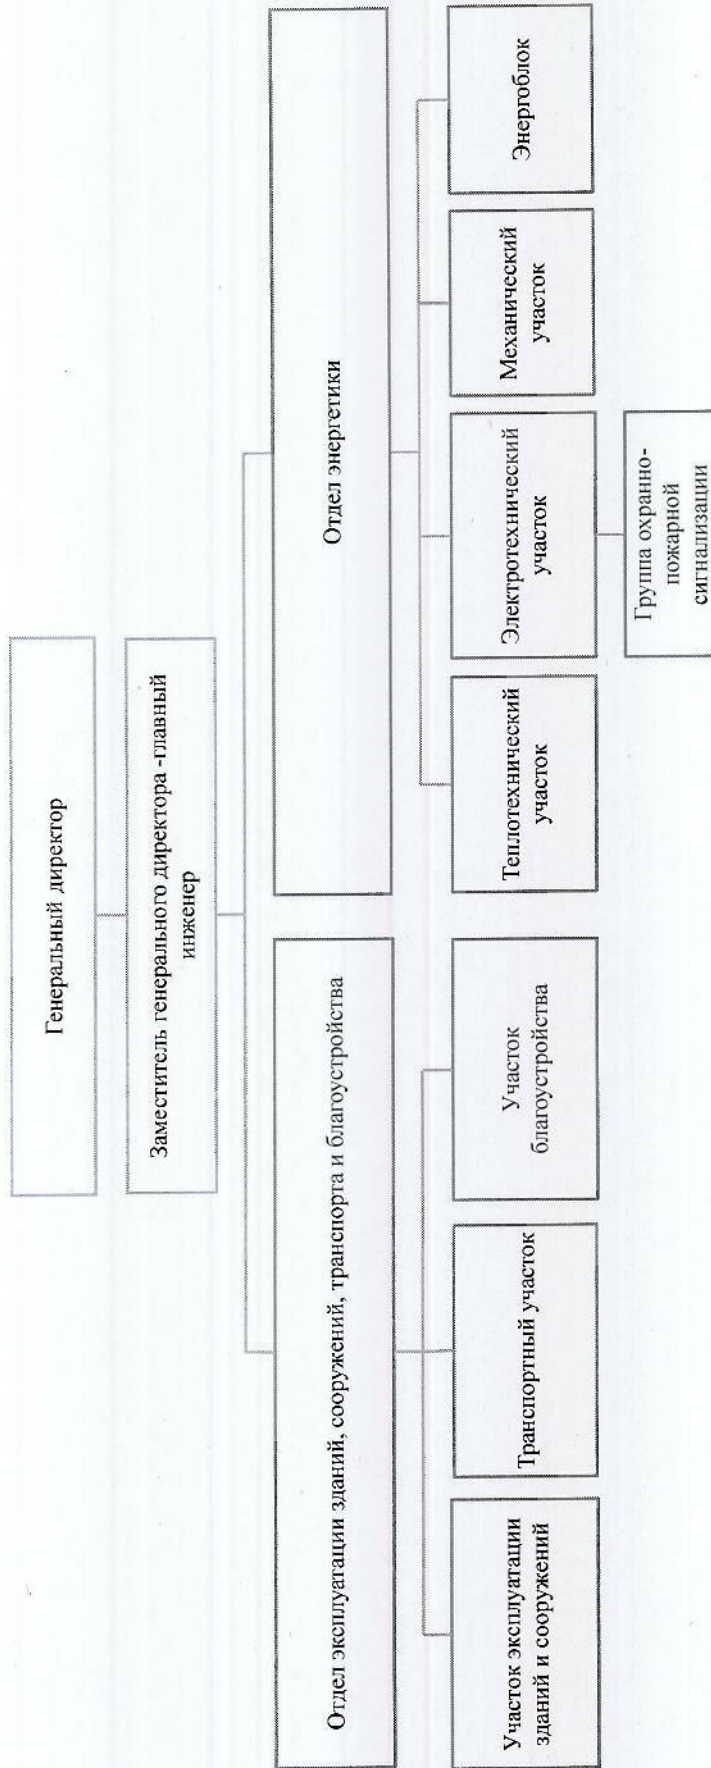 Генеральный директор
Заместитель генерального директора -главный
инженер
Отдел эксплуатации зданий, сооружений, транспорта и благоустройства
Отдел энергетики
Участок эксплуатации
зданий и сооружений
Транспортный участок
Участок
благоустройства
Теплотехнический
участок
Электротехнический
участок
Механический
участок
Энергоблок
Группа охранно-
пожарной
сигнализации